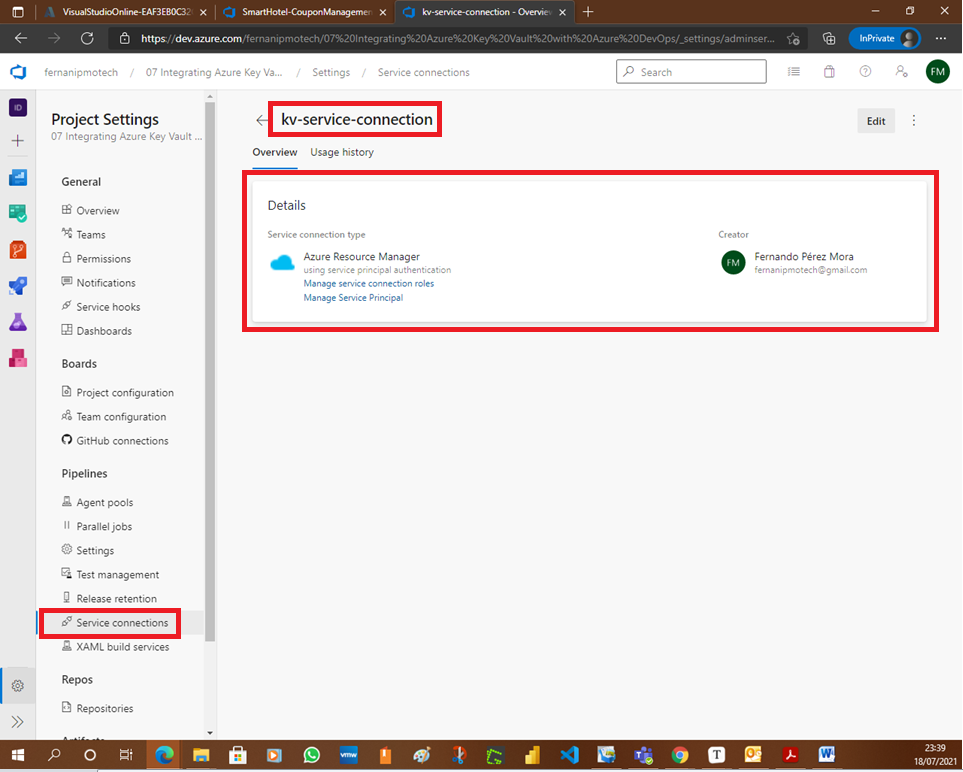 VisualStudioOnline-EAF3EB0C32
SmartHotel-CouponManagemen
kv-service-connection - Overview
https://dev.azure.com/fernanipmotech/07%20Integrating%20Azure%20Key%20Vault%20with%20Azure%20DevOps/_settings/adminser...
InPrivate
fernanipmotech / 07 Integrating Azure Key Va... / Settings / Service connections
Search
FM
ID
Project Settings
07 Integrating Azure Key Vault ...
General
Overview
Teams
Permissions
Notifications
Service hooks
Dashboards
Boards
Project configuration
Team configuration
GitHub connections
Pipelines
Agent pools
Parallel jobs
Settings
Test management
Release retention
Service connections
XAML build services
Repos
Repositories
Artifacts
kv-service-connection
Edit
Overview
Usage history
Details
Service connection type
Azure Resource Manager
using service principal authentication
Manage service connection roles
Manage Service Principal
Creator
FM
Fernando Pérez Mora
fernanipmotech@gmail.com
vmw
23:39
18/07/2021